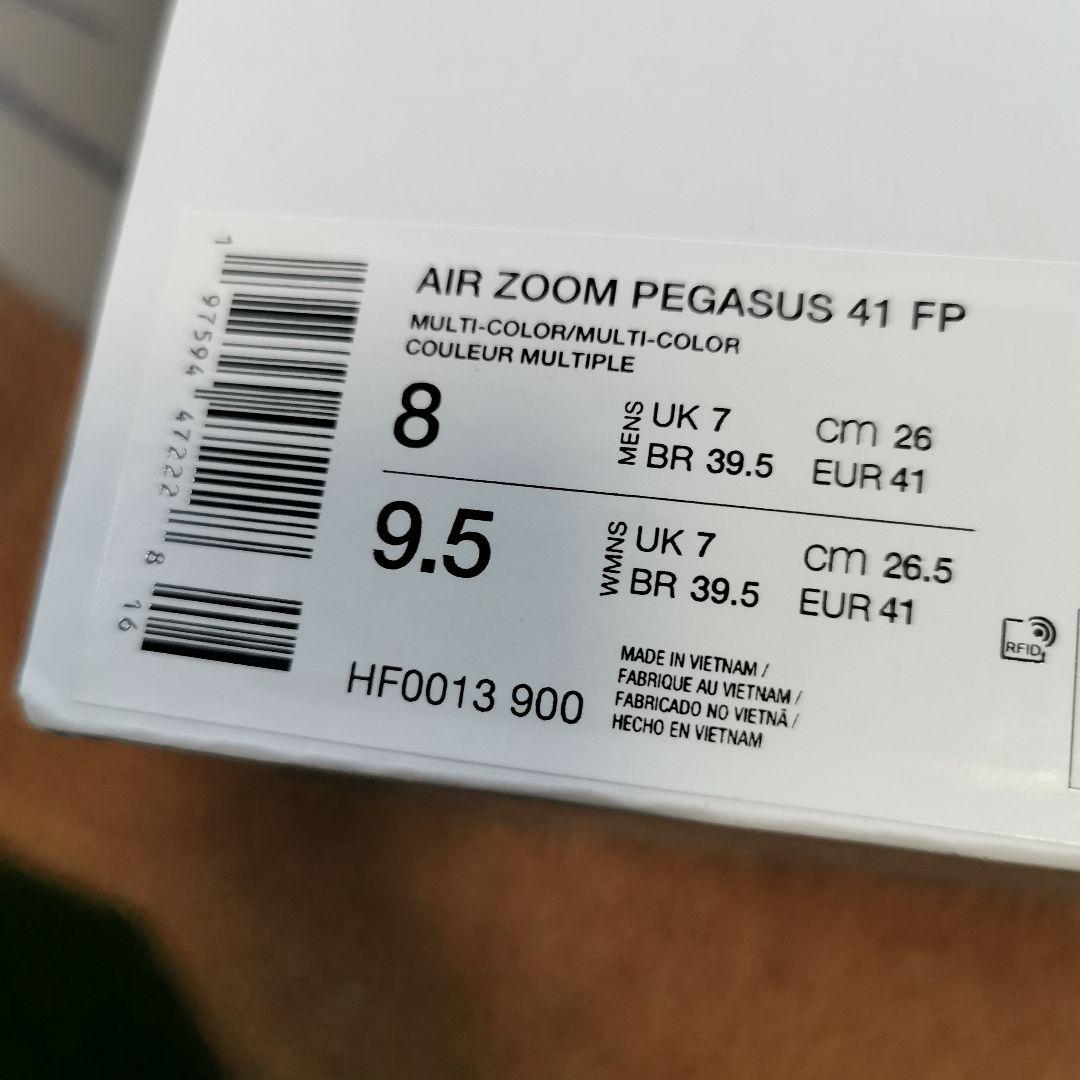 AIR ZOOM PEGASUS 41 FP
MULTI-COLOR/MULTI-COLOR
COULEUR MULTIPLE
8
MENS
UK 7 cm 26
BR 39.5 EUR 41
9.5
WMNS
UK 7 cm 26.5
BR 39.5 EUR 41
HF0013 900
MADE IN VIETNAM /
FABRIQUE AU VIETNAM /
FABRICADO NO VIETNÃ /
HECHO EN VIETNAM
RFID
1 97594 47222 8 16